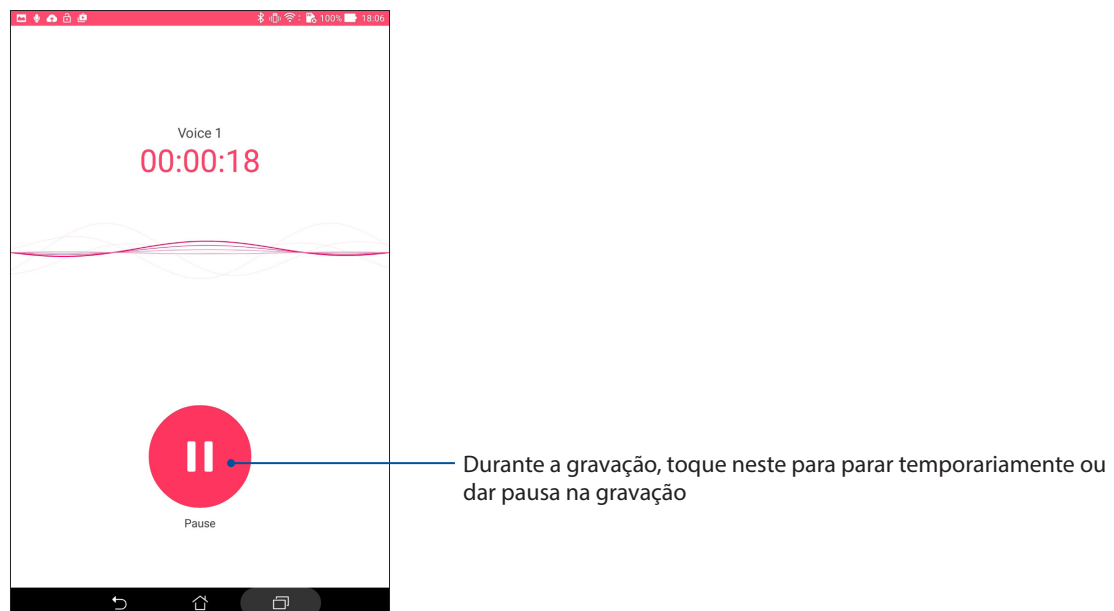 100% 18:06
Voice 1
00:00:18
Durante a gravação, toque neste para parar temporariamente ou
dar pausa na gravação
Pause